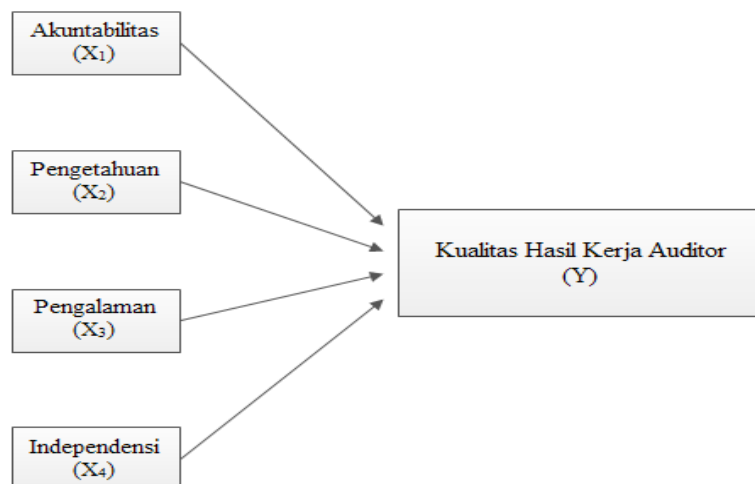 Akuntabilitas
(X₁)
Pengetahuan
(X₂)
Pengalaman
(X₃)
Independensi
(X₄)
Kualitas Hasil Kerja Auditor
(Y)